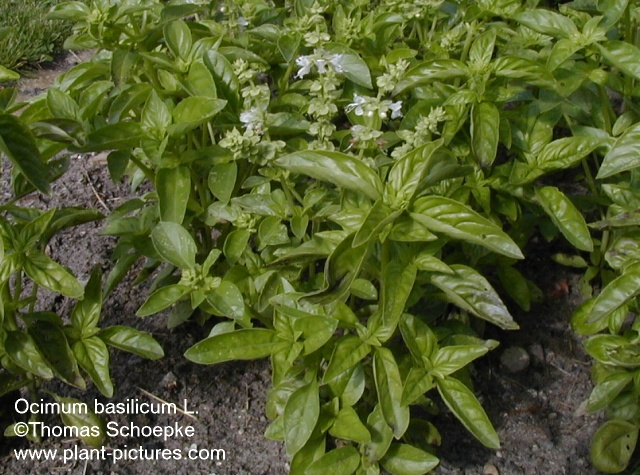 Ocimum basilicum L.
©Thomas Schoepke
www.plant-pictures.com